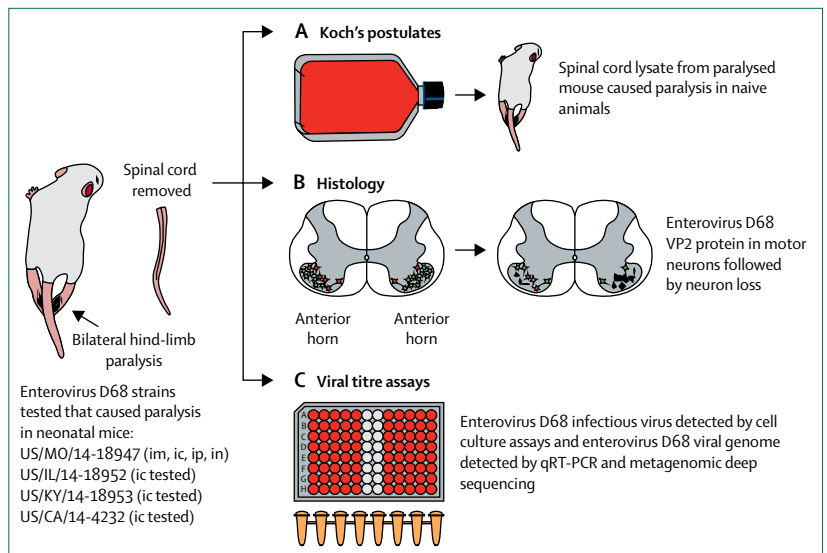 A Koch's postulates
Spinal cord lysate from paralysed
mouse caused paralysis in naive
animals
Spinal cord
removed
B Histology
Enterovirus D68
VP2 protein in motor
neurons followed
by neuron loss
Anterior
horn
Anterior
horn
Bilateral hind-limb
paralysis
C Viral titre assays
A
B
C
D
E
F
G
H
Enterovirus D68 infectious virus detected by cell
culture assays and enterovirus D68 viral genome
detected by qRT-PCR and metagenomic deep
sequencing
Enterovirus D68 strains
tested that caused paralysis
in neonatal mice:
US/MO/14-18947 (im, ic, ip, in)
US/IL/14-18952 (ic tested)
US/KY/14-18953 (ic tested)
US/CA/14-4232 (ic tested)